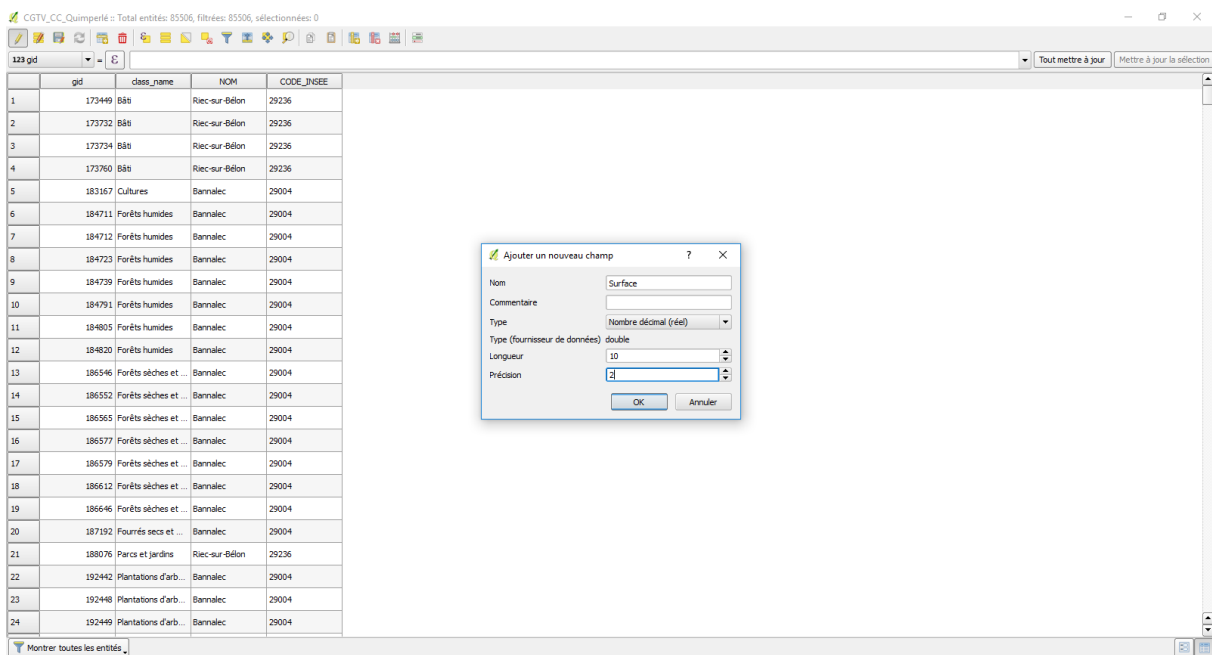 CGTV_CC_Quimperlé :: Total entités: 85506, filtrées: 85506, sélectionnées: 0
123 gid = ε Tout mettre à jour Mettre à jour la sélection
gid class_name NOM CODE_INSEE
1 173449 Bâti Riec-sur-Bélon 29236
2 173732 Bâti Riec-sur-Bélon 29236
3 173734 Bâti Riec-sur-Bélon 29236
4 173760 Bâti Riec-sur-Bélon 29236
5 183167 Cultures Bannalec 29004
6 184711 Forêts humides Bannalec 29004
7 184712 Forêts humides Bannalec 29004
8 184723 Forêts humides Bannalec 29004
9 184739 Forêts humides Bannalec 29004
10 184791 Forêts humides Bannalec 29004
11 184805 Forêts humides Bannalec 29004
12 184820 Forêts humides Bannalec 29004
13 186546 Forêts sèches et ... Bannalec 29004
14 186552 Forêts sèches et ... Bannalec 29004
15 186565 Forêts sèches et ... Bannalec 29004
16 186577 Forêts sèches et ... Bannalec 29004
17 186579 Forêts sèches et ... Bannalec 29004
18 186612 Forêts sèches et ... Bannalec 29004
19 186646 Forêts sèches et ... Bannalec 29004
20 187192 Fourrés secs et ... Bannalec 29004
21 188076 Parcs et jardins Riec-sur-Bélon 29236
22 192442 Plantations d'arb... Bannalec 29004
23 192448 Plantations d'arb... Bannalec 29004
24 192449 Plantations d'arb... Bannalec 29004
Ajouter un nouveau champ ?
Nom Surface
Commentaire
Type Nombre décimal (réel)
Type (fournisseur de données) double
Longueur 10
Précision 2
OK Annuler
Montrer toutes les entités